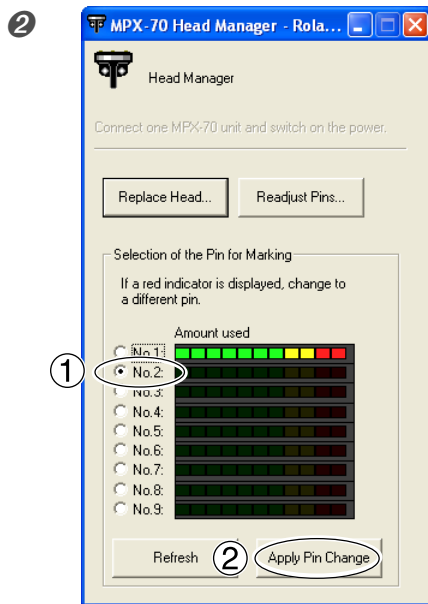 2
MPX-70 Head Manager - Rola...
Head Manager
Connect one MPX-70 unit and switch on the power.
Replace Head... Readjust Pins...
Selection of the Pin for Marking
If a red indicator is displayed, change to
a different pin.
Amount used
No.1:
1 No.2:
No.3:
No.4:
No.5:
No.6:
No.7:
No.8:
No.9:
Refresh 2 Apply Pin Change